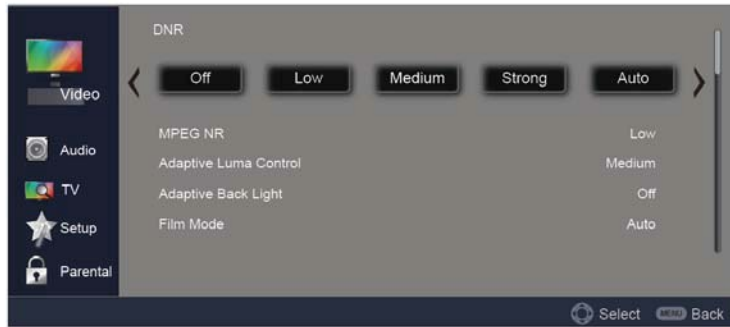 DNR
Off Low Medium Strong Auto
Video
Audio
TV
Setup
Parental
MPEG NR Low
Adaptive Luma Control Medium
Adaptive Back Light Off
Film Mode Auto
Select MENU Back